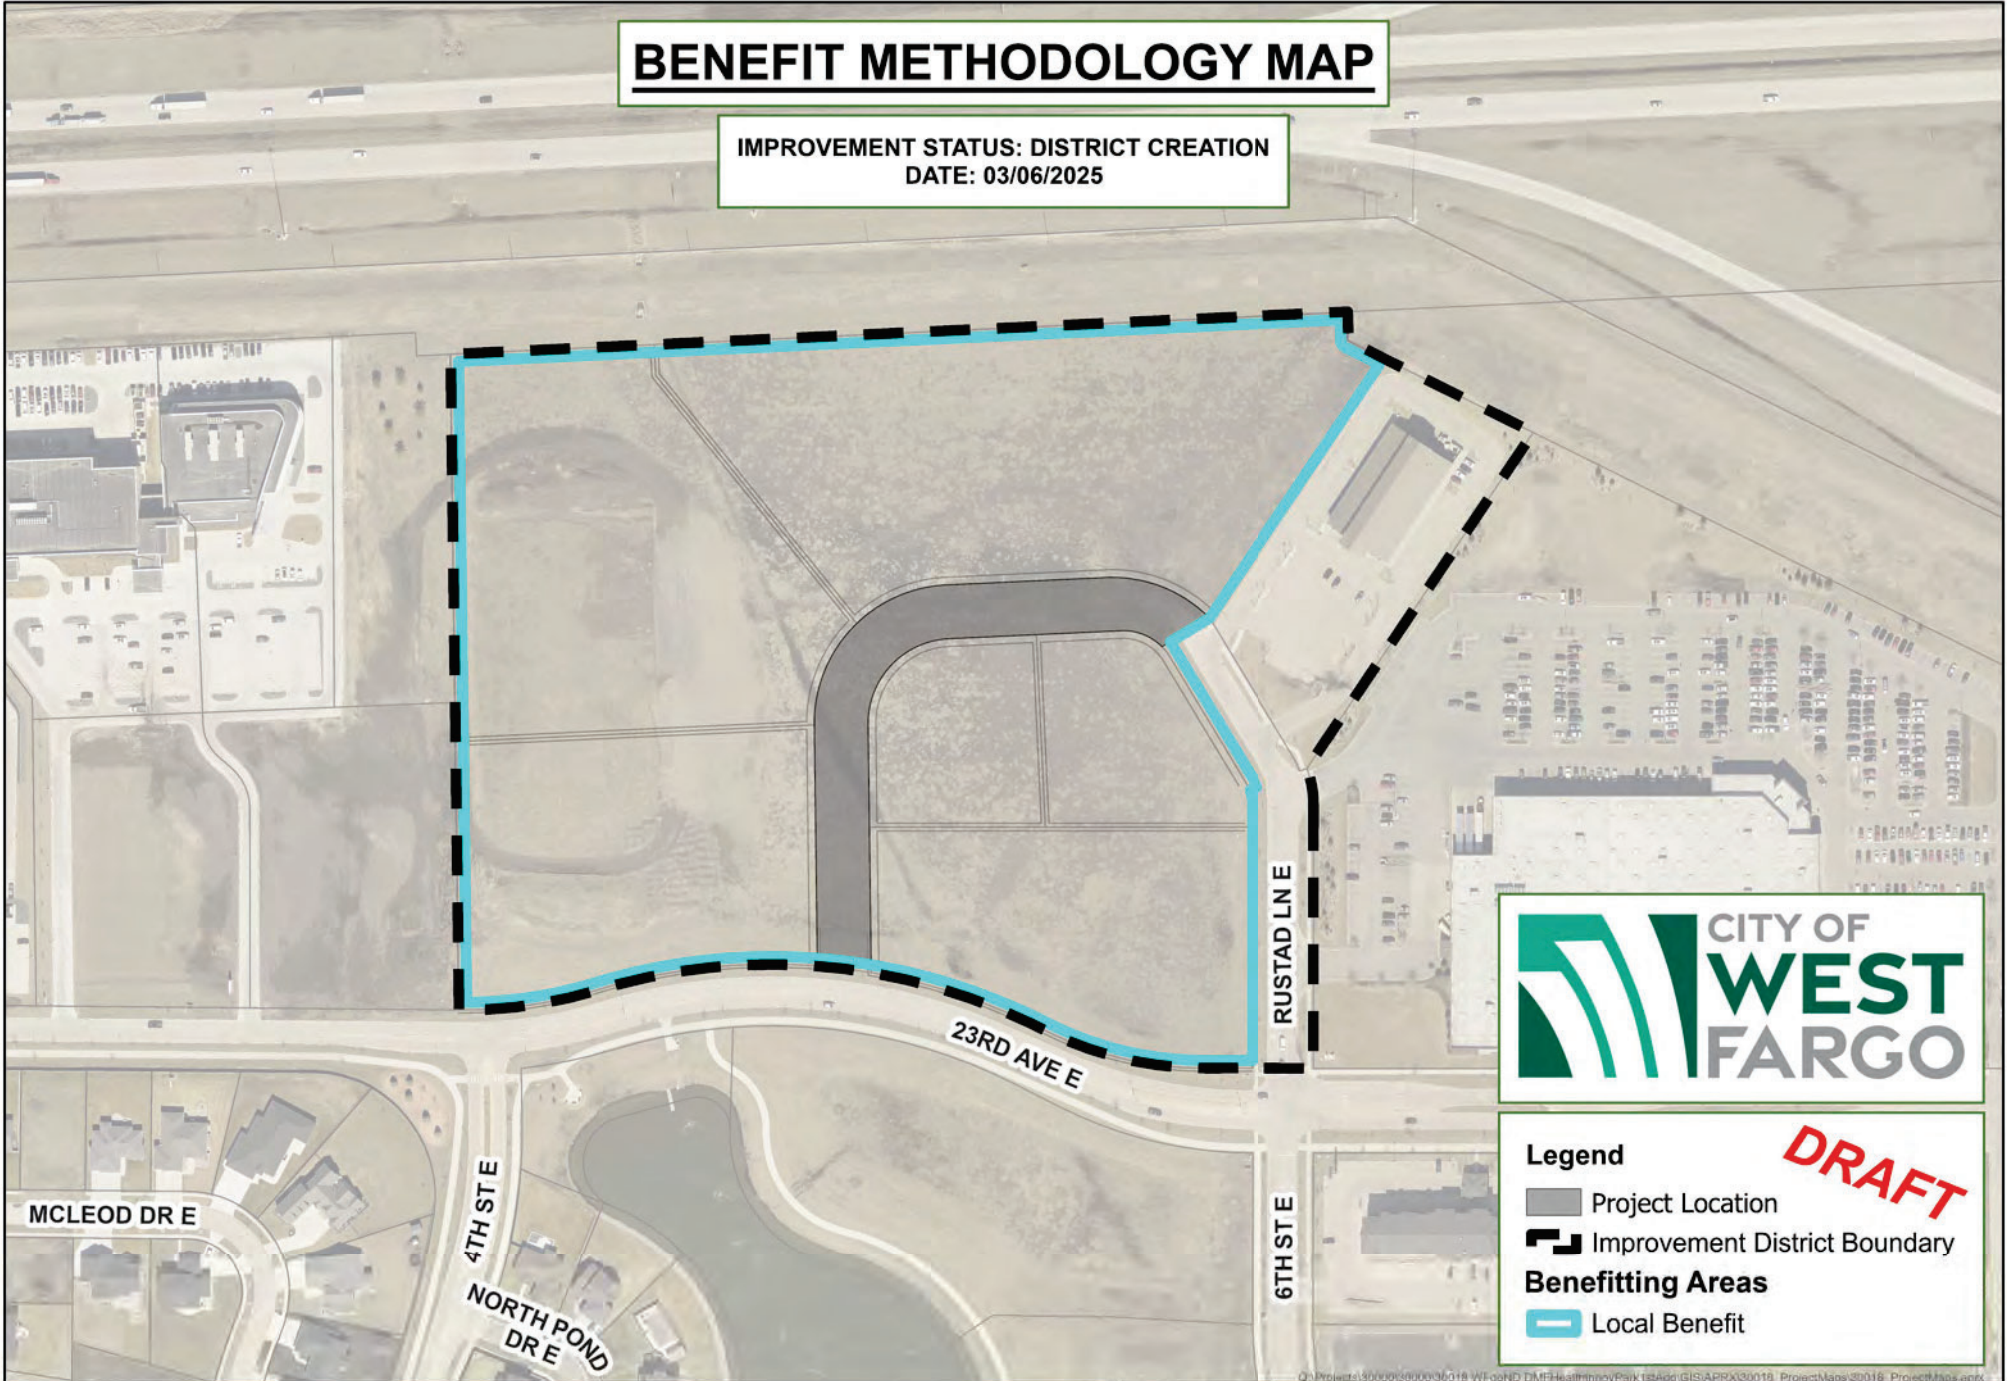 BENEFIT METHODOLOGY MAP
IMPROVEMENT STATUS: DISTRICT CREATION
DATE: 03/06/2025
23RD AVE E
RUSTAD LN E
MCLEOD DR E
4TH ST E
NORTH POND
DR E
6TH ST E
CITY OF
WEST
FARGO
DRAFT
Legend
Project Location
Improvement District Boundary
Benefitting Areas
Local Benefit